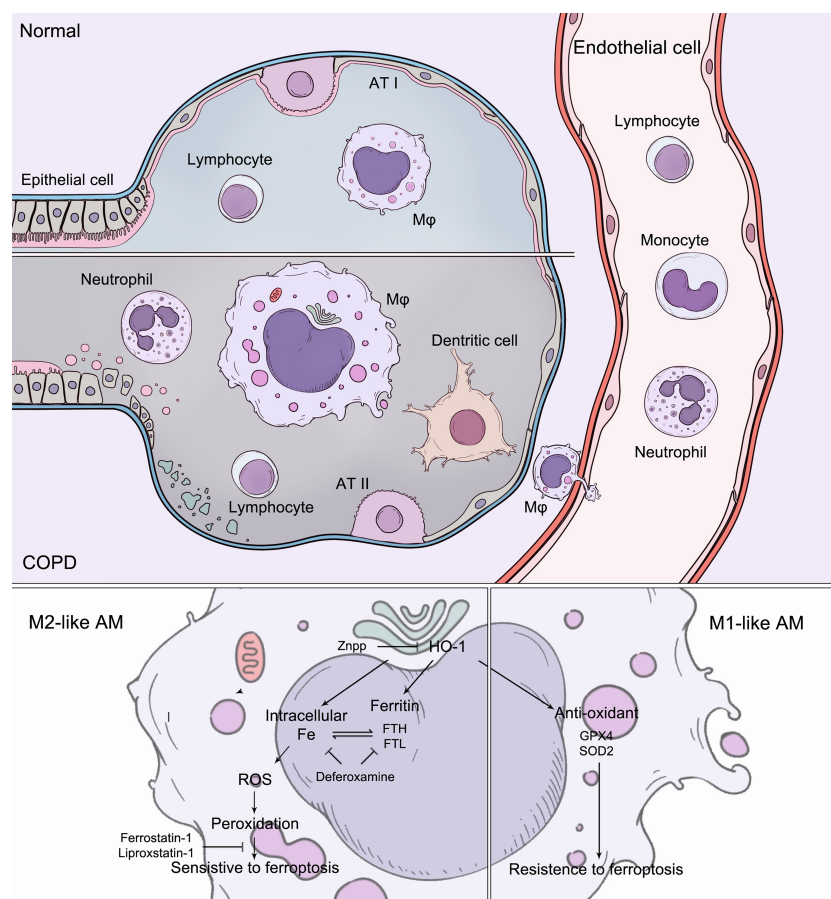 Normal
Endothelial cell
AT I
Lymphocyte
Lymphocyte
Epithelial cell
Mφ
Monocyte
Neutrophil
Mφ
Dentritic cell
Neutrophil
AT II
Lymphocyte
Mφ
COPD
M2-like AM
M1-like AM
Znpp
HO-1
Ferritin
Intracellular
Fe
FTH
FTL
Anti-oxidant
GPX4
SOD2
Deferoxamine
ROS
Peroxidation
Ferrostatin-1
Liproxstatin-1
Sensistive to ferroptosis
Resistence to ferroptosis